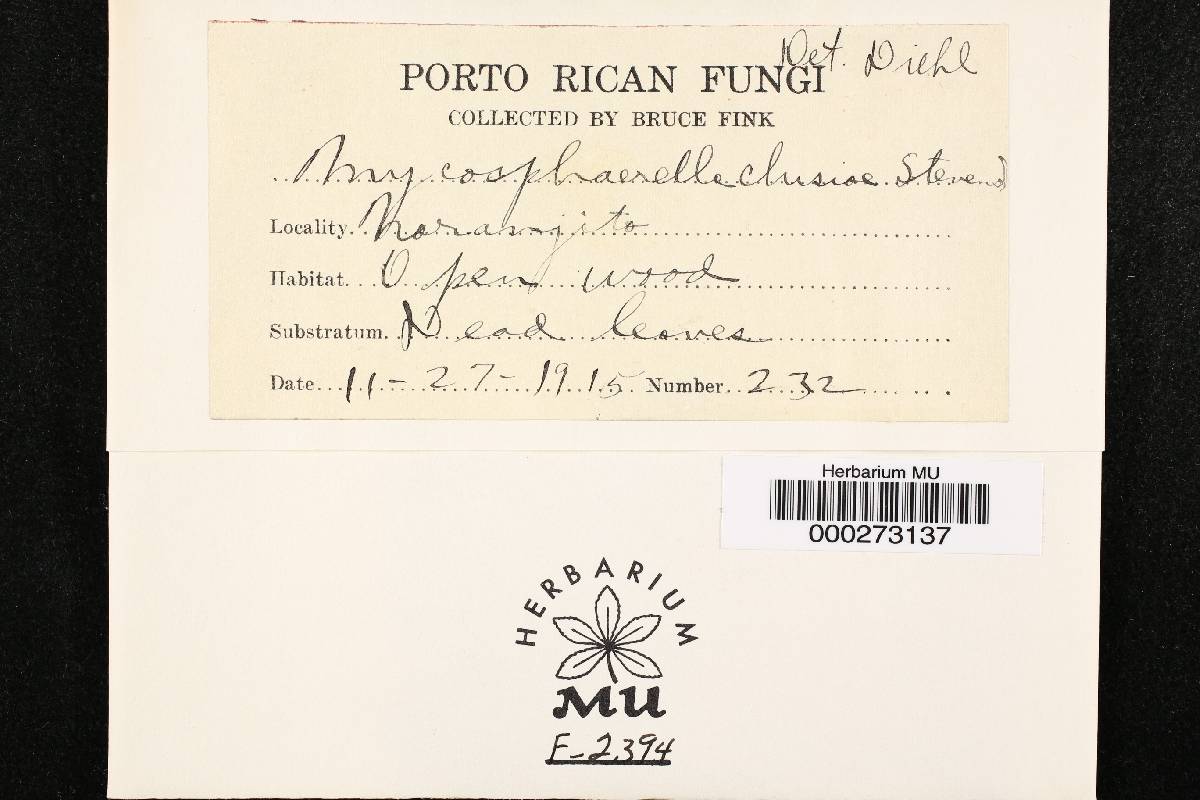 Det. Diehl
PORTO RICAN FUNGI
COLLECTED BY BRUCE FINK
Mycosphaerella clusiae Stevens
Locality. Naranjito
Habitat... Open wood
Substratum. Dead leaves
Date... 11-27-1915 Number.. 232
Herbarium MU
000273137
HERBARIUM
MU
F-2394